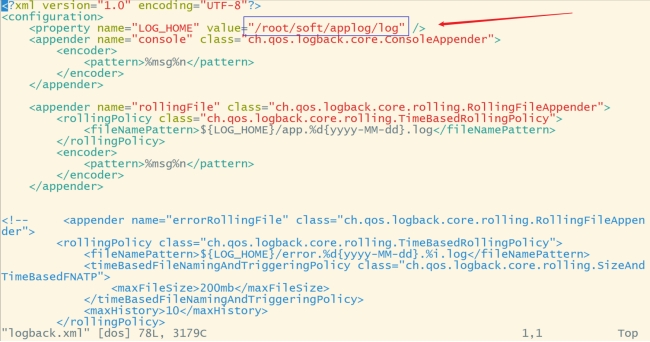 <?xml version="1.0" encoding="UTF-8"?>
<configuration>
    <property name="LOG_HOME" value="/root/soft/applog/log" />
    <appender name="console" class="ch.qos.logback.core.ConsoleAppender">
        <encoder>
            <pattern>%msg%n</pattern>
        </encoder>
    </appender>

    <appender name="rollingFile" class="ch.qos.logback.core.rolling.RollingFileAppender">
        <rollingPolicy class="ch.qos.logback.core.rolling.TimeBasedRollingPolicy">
            <fileNamePattern>${LOG_HOME}/app.%d{yyyy-MM-dd}.log</fileNamePattern>
        </rollingPolicy>
        <encoder>
            <pattern>%msg%n</pattern>
        </encoder>
    </appender>


<!--     <appender name="errorRollingFile" class="ch.qos.logback.core.rolling.RollingFileAppen
der">
        <rollingPolicy class="ch.qos.logback.core.rolling.TimeBasedRollingPolicy">
            <fileNamePattern>${LOG_HOME}/error.%d{yyyy-MM-dd}.%i.log</fileNamePattern>
            <timeBasedFileNamingAndTriggeringPolicy class="ch.qos.logback.core.rolling.SizeAnd
TimeBasedFNATP">
                <maxFileSize>200mb</maxFileSize>
            </timeBasedFileNamingAndTriggeringPolicy>
            <maxHistory>10</maxHistory>
        </rollingPolicy>
"logback.xml" [dos] 78L, 3179C                                                1,1           Top